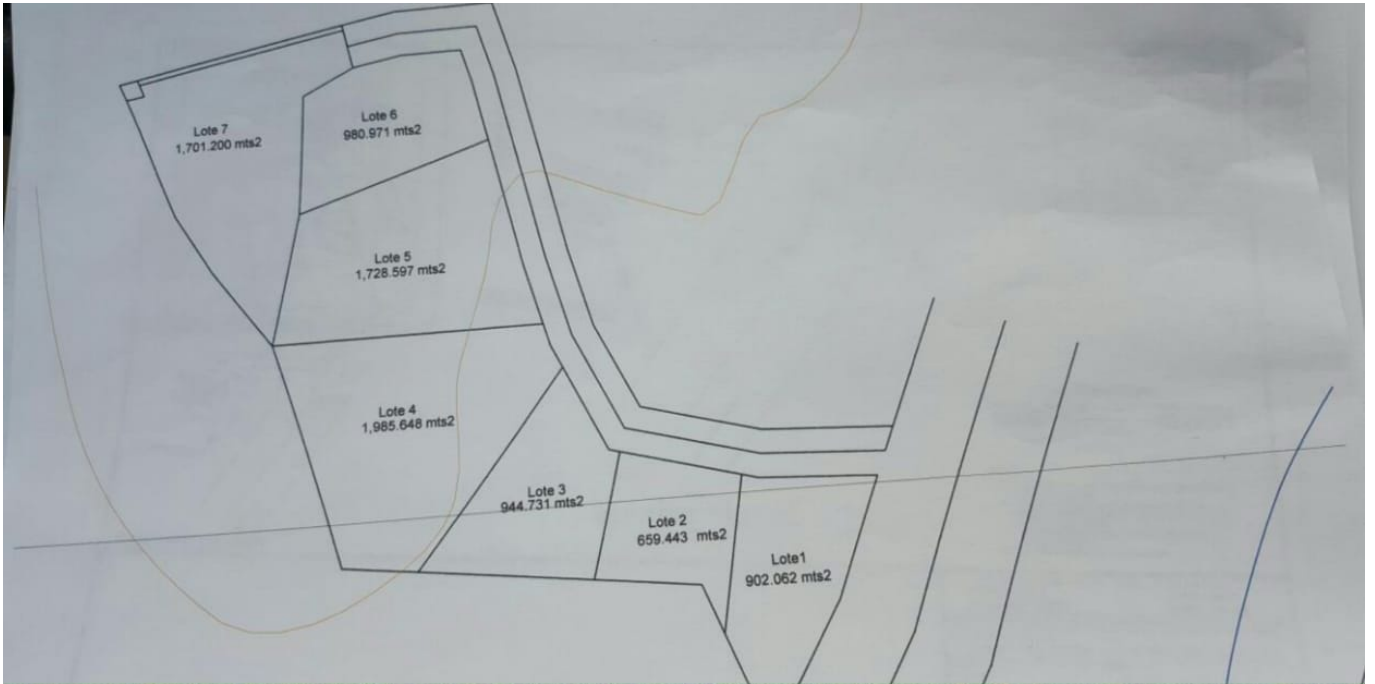 Lote 7
1,701.200 mts2
Lote 6
980.971 mts2
Lote 5
1,728.597 mts2
Lote 4
1,985.648 mts2
Lote 3
944.731 mts2
Lote 2
659.443 mts2
Lote1
902.062 mts2